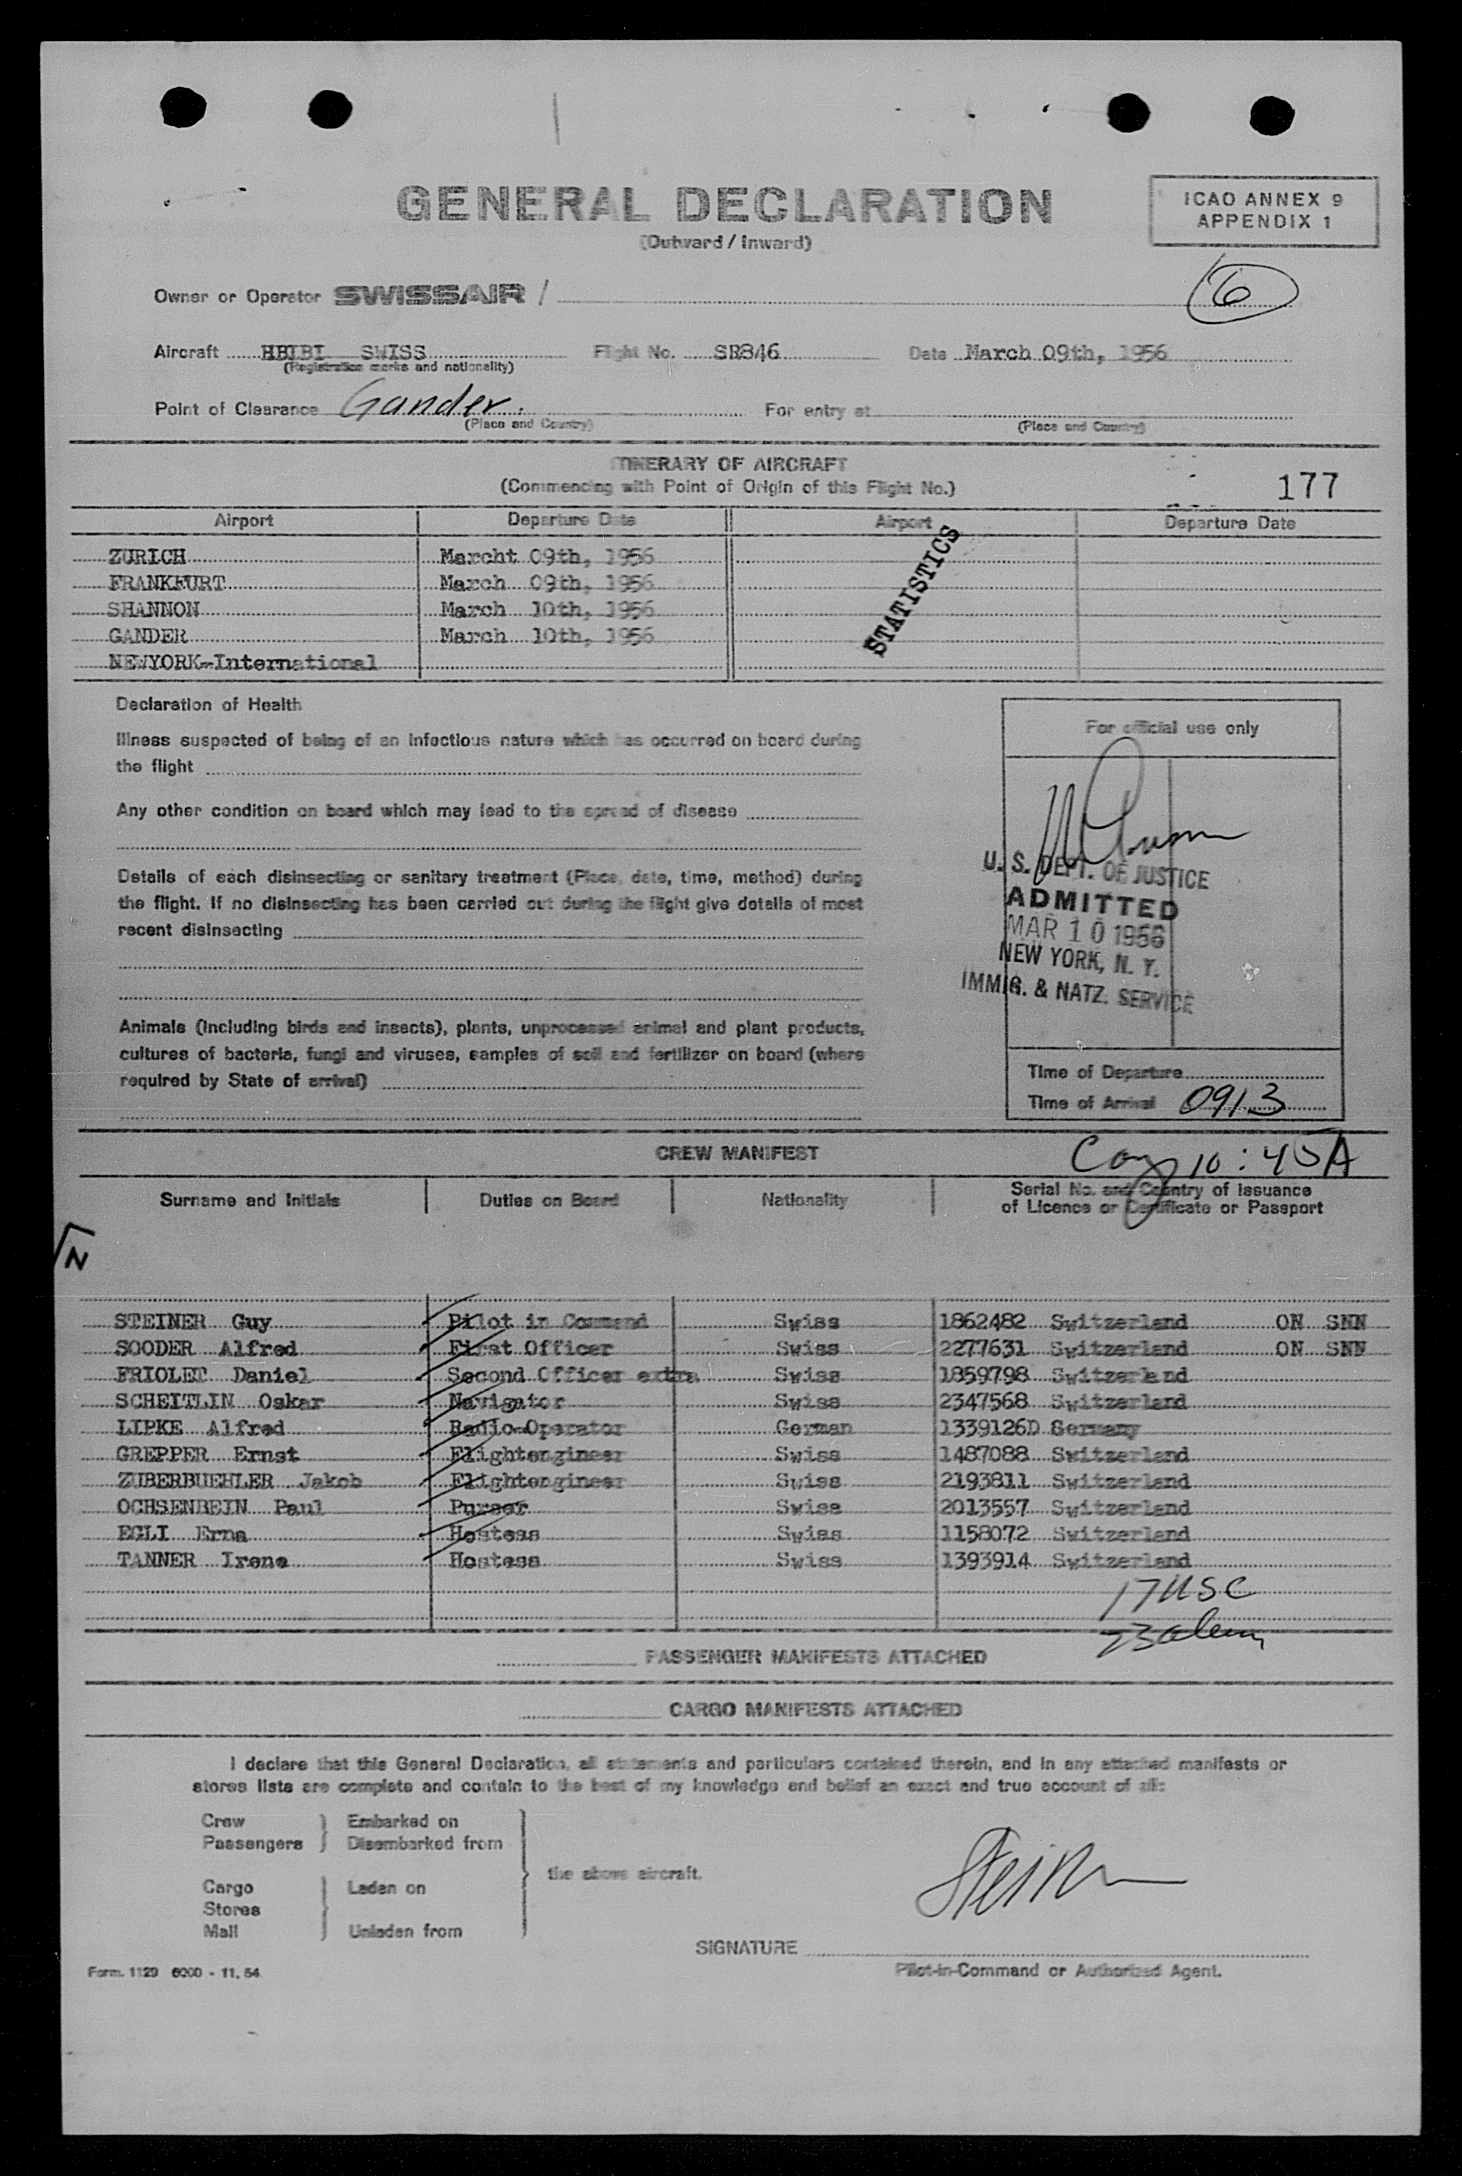 GENERAL DECLARATION
(Outward / Inward)
ICAO ANNEX 9
APPENDIX 1
Owner or Operator SWISSAIR /
6
Aircraft HBIBI SWISS Flight No. SR846 Date March 09th, 1956
(Registration marks and nationality)
Point of Clearance Gander. For entry at
(Place and Country) (Place and Country)
ITINERARY OF AIRCRAFT
(Commencing with Point of Origin of this Flight No.)
177
Airport Departure Date Airport Departure Date
ZURICH Marcht 09th, 1956
FRANKFURT March 09th, 1956
SHANNON March 10th, 1956
GANDER March 10th, 1956
NEWYORK-International
STATISTICS
Declaration of Health
Illness suspected of being of an infectious nature which has occurred on board during
the flight
Any other condition on board which may lead to the spread of disease
Details of each disinsecting or sanitary treatment (Place, date, time, method) during
the flight. If no disinsecting has been carried out during the flight give details of most
recent disinsecting
Animals (including birds and insects), plants, unprocessed animal and plant products,
cultures of bacteria, fungi and viruses, samples of soil and fertilizer on board (where
required by State of arrival)
For official use only
U. S. DEPT. OF JUSTICE
ADMITTED
MAR 10 1956
NEW YORK, N. Y.
IMMIG. & NATZ. SERVICE
Time of Departure
Time of Arrival 0913
CREW MANIFEST
10:45A
Surname and Initials Duties on Board Nationality Serial No. and Country of Issuance
of Licence or Certificate or Passport
N
STEINER Guy Pilot in Command Swiss 1862482 Switzerland ON SNN
SOODER Alfred First Officer Swiss 2277631 Switzerland ON SNN
FRIOLET Daniel Second Officer extra Swiss 1859798 Switzerland
SCHEITLIN Oskar Navigator Swiss 2347568 Switzerland
LIPKE Alfred Radio-Operator German 1339126D Germany
GREPPER Ernst Flightengineer Swiss 1487088 Switzerland
ZUBERBUEHLER Jakob Flightengineer Swiss 2193811 Switzerland
OCHSENBEIN Paul Purser Swiss 2013557 Switzerland
EGLI Erna Hostess Swiss 1158072 Switzerland
TANNER Irene Hostess Swiss 1393914 Switzerland
17 USC
23 alien
PASSENGER MANIFESTS ATTACHED
CARGO MANIFESTS ATTACHED
I declare that this General Declaration, all statements and particulars contained therein, and in any attached manifests or
stores lists are complete and contain to the best of my knowledge and belief an exact and true account of all:
Crew Embarked on
Passengers Disembarked from
the above aircraft.
Cargo Laden on
Stores
Mail Unladen from
SIGNATURE Steiner
Pilot-in-Command or Authorized Agent.
Form. 1129 6000 - 11. 54